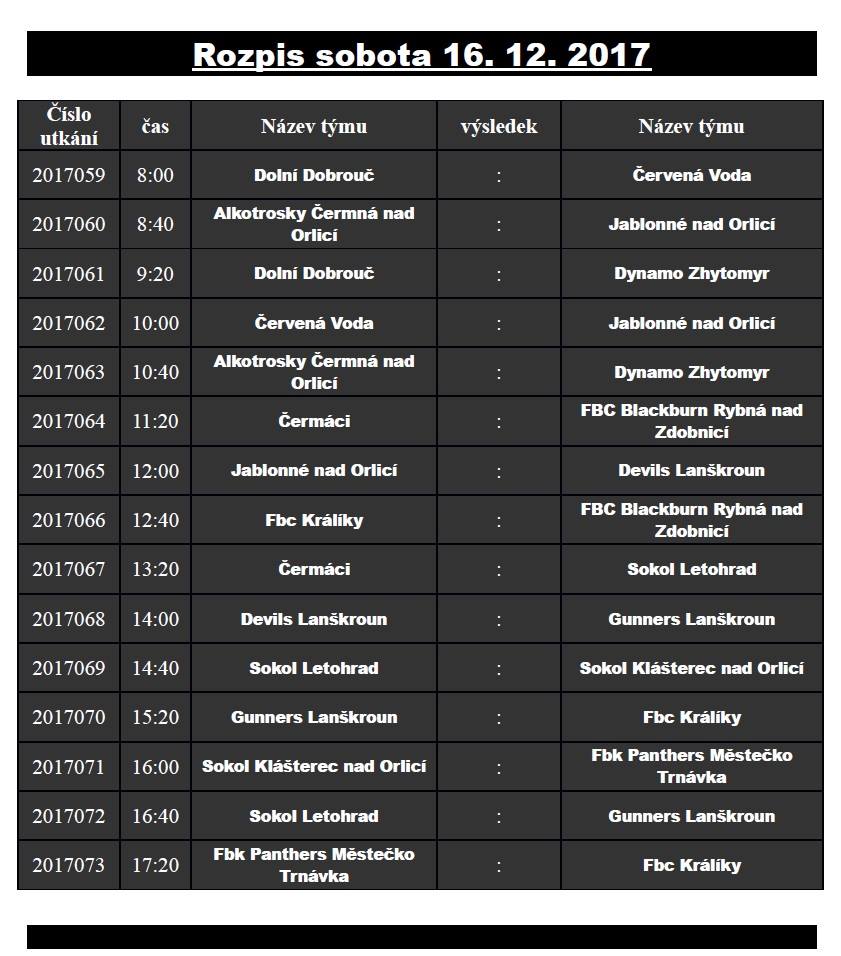 Rozpis sobota 16. 12. 2017
Číslo utkání čas Název týmu výsledek Název týmu
2017059 8:00 Dolní Dobrouč : Červená Voda
2017060 8:40 Alkotrosky Čermná nad Orlicí : Jablonné nad Orlicí
2017061 9:20 Dolní Dobrouč : Dynamo Zhytomyr
2017062 10:00 Červená Voda : Jablonné nad Orlicí
2017063 10:40 Alkotrosky Čermná nad Orlicí : Dynamo Zhytomyr
2017064 11:20 Čermáci : FBC Blackburn Rybná nad Zdobnicí
2017065 12:00 Jablonné nad Orlicí : Devils Lanškroun
2017066 12:40 Fbc Králíky : FBC Blackburn Rybná nad Zdobnicí
2017067 13:20 Čermáci : Sokol Letohrad
2017068 14:00 Devils Lanškroun : Gunners Lanškroun
2017069 14:40 Sokol Letohrad : Sokol Klášterec nad Orlicí
2017070 15:20 Gunners Lanškroun : Fbc Králíky
2017071 16:00 Sokol Klášterec nad Orlicí : Fbk Panthers Městečko Trnávka
2017072 16:40 Sokol Letohrad : Gunners Lanškroun
2017073 17:20 Fbk Panthers Městečko Trnávka : Fbc Králíky